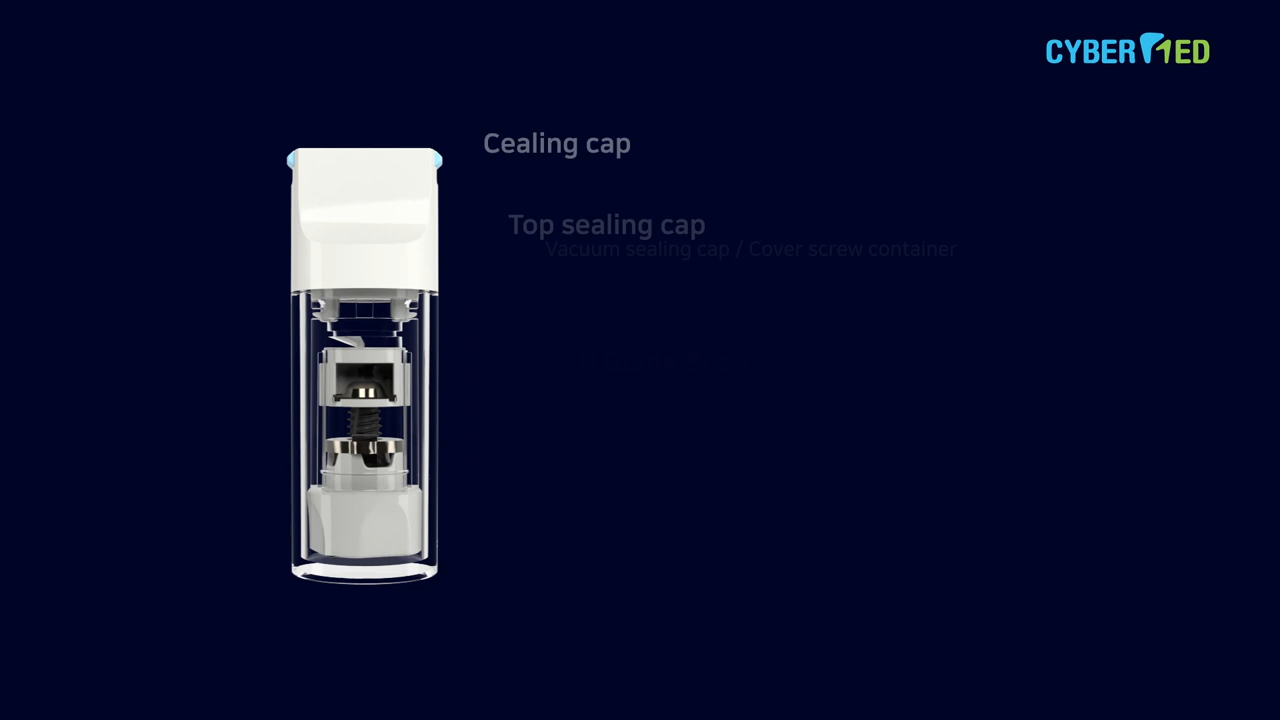 CYBERMED
Cealing cap
Top sealing cap
Vacuum sealing cap / Cover screw container